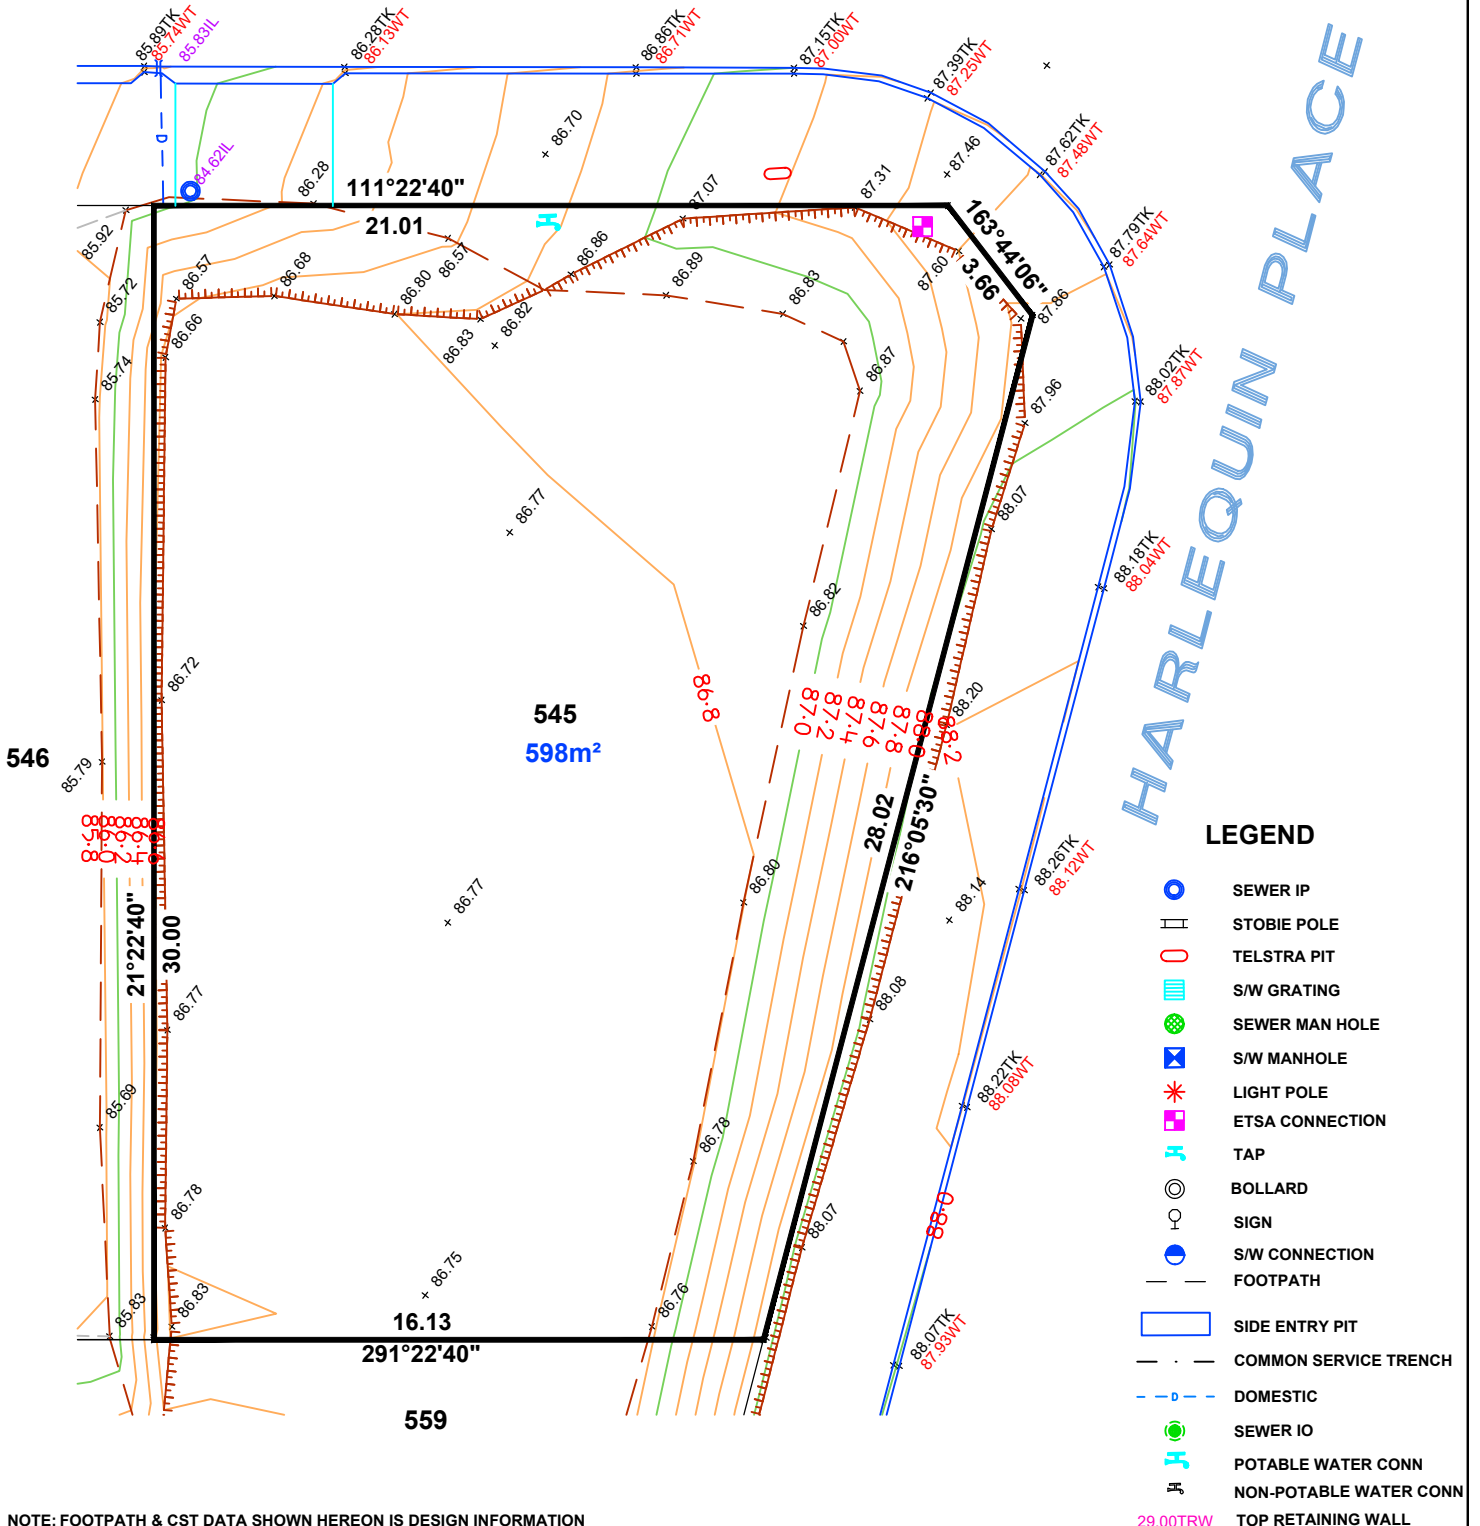 85.89TK
85.74WT
85.83IL
86.28TK
86.13WT
86.86TK
86.71WT
87.15TK
87.00WT
87.39TK
87.25WT
87.62TK
87.48WT
87.79TK
87.64WT
88.02TK
87.87WT
88.18TK
88.04WT
88.26TK
88.12WT
88.22TK
88.08WT
88.07TK
87.93WT
HARLEQUIN PLACE
D
84.62IL
86.28
86.70
87.46
87.31
87.07
111°22'40"
21.01
163°44'06"
3.66
85.92
85.72
85.74
86.57
86.66
86.68
86.80
86.57
86.83
86.82
86.86
86.89
86.83
86.87
87.60
87.86
87.96
88.07
86.77
86.82
86.72
86.8
87.0
87.2
87.4
87.6
87.8
88.0
88.2
88.20
545
598m²
546
85.79
85.8
86.0
86.2
86.4
86.6
28.02
216°05'30"
21°22'40"
30.00
86.77
86.80
86.77
88.14
88.08
85.69
86.78
86.78
88.07
88.0
86.75
86.76
85.83
86.83
16.13
291°22'40"
559
LEGEND
SEWER IP
STOBIE POLE
TELSTRA PIT
S/W GRATING
SEWER MAN HOLE
S/W MANHOLE
LIGHT POLE
ETSA CONNECTION
TAP
BOLLARD
SIGN
S/W CONNECTION
FOOTPATH
SIDE ENTRY PIT
COMMON SERVICE TRENCH
D DOMESTIC
SEWER IO
POTABLE WATER CONN
NON-POTABLE WATER CONN
29.00TRW TOP RETAINING WALL
NOTE: FOOTPATH & CST DATA SHOWN HEREON IS DESIGN INFORMATION